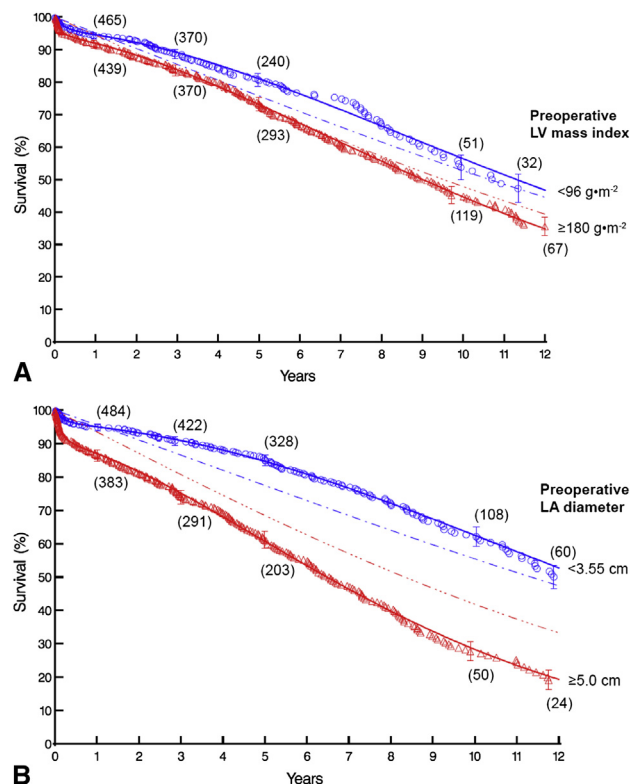 100
(465)
90
(370)
(240)
80
(439)
(370)
70
Preoperative
LV mass index
60
(293)
(51)
50
(32)
<96 g•m-2
40
30
(119)
≥180 g•m-2
20
(67)
10
0
Survival (%)
0 1 2 3 4 5 6 7 8 9 10 11 12
A
Years
100
(484)
(422)
90
(328)
80
(383)
Preoperative
LA diameter
70
(291)
(108)
60
(203)
(60)
50
<3.55 cm
40
30
20
≥5.0 cm
(50)
(24)
10
0
Survival (%)
0 1 2 3 4 5 6 7 8 9 10 11 12
B
Years